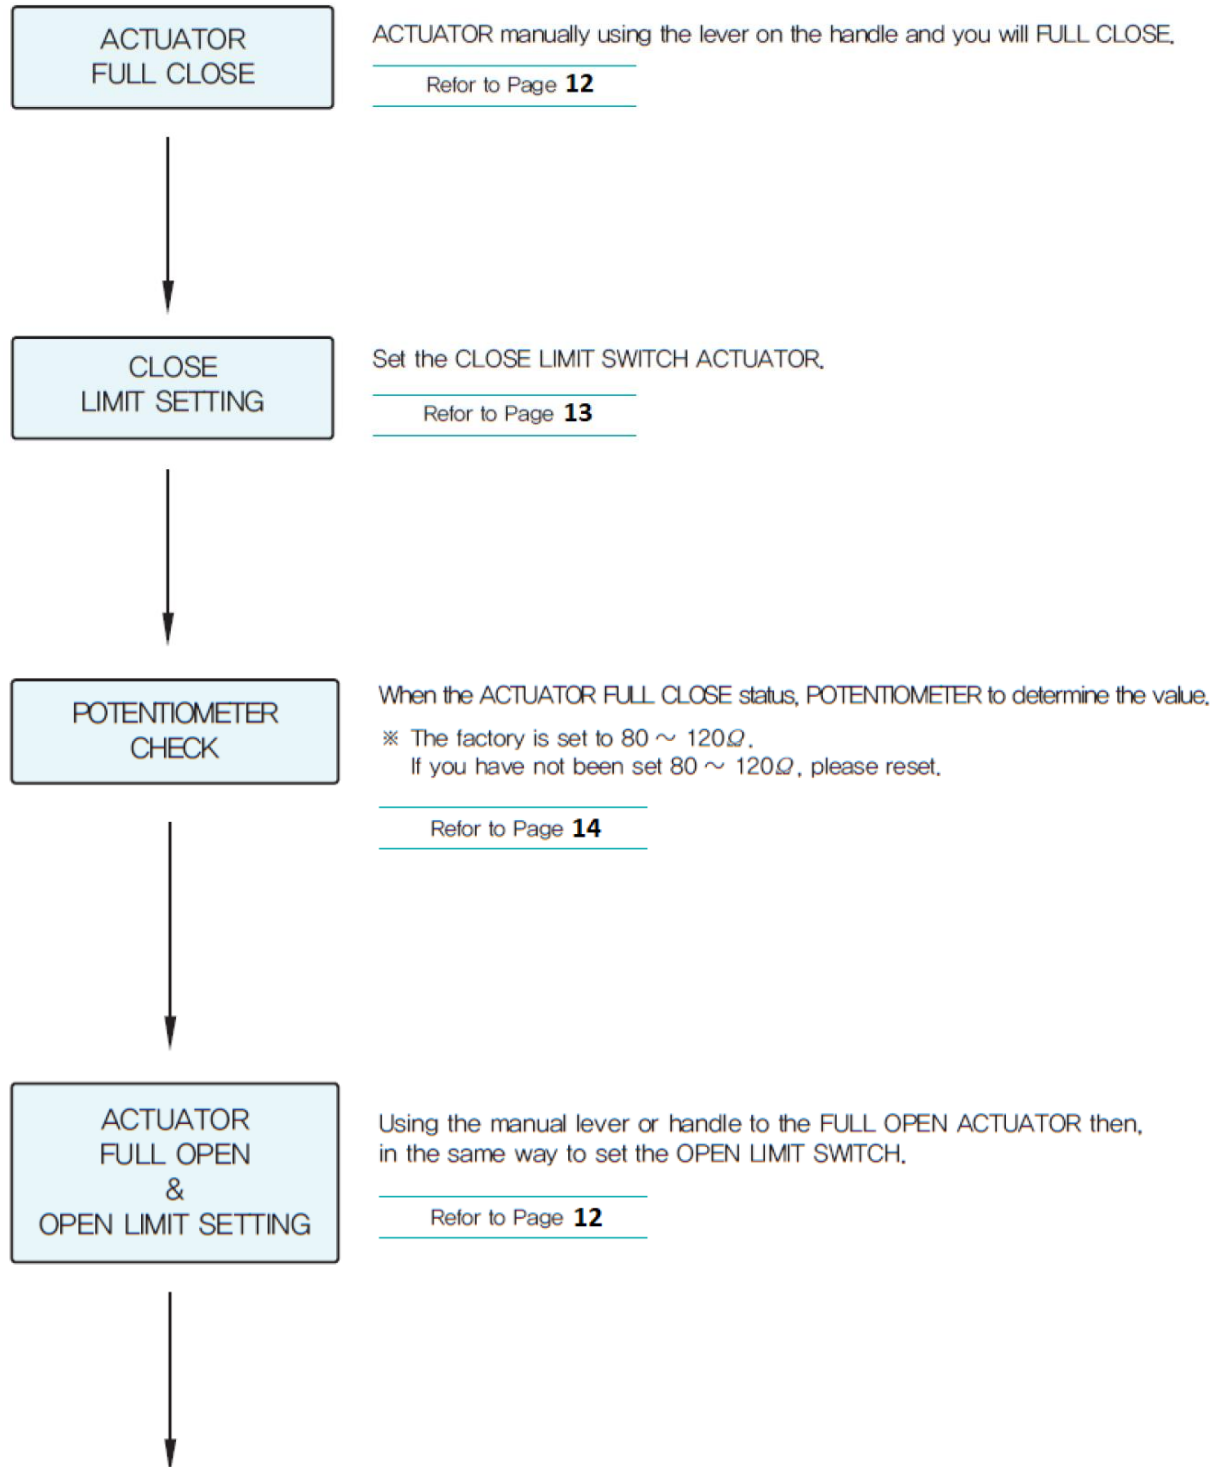 ACTUATOR
FULL CLOSE
ACTUATOR manually using the lever on the handle and you will FULL CLOSE.
Refor to Page 12
CLOSE
LIMIT SETTING
Set the CLOSE LIMIT SWITCH ACTUATOR.
Refor to Page 13
POTENTIOMETER
CHECK
When the ACTUATOR FULL CLOSE status, POTENTIOMETER to determine the value.
※ The factory is set to 80 ~ 120Ω.
If you have not been set 80 ~ 120Ω, please reset.
Refor to Page 14
ACTUATOR
FULL OPEN
&
OPEN LIMIT SETTING
Using the manual lever or handle to the FULL OPEN ACTUATOR then,
in the same way to set the OPEN LIMIT SWITCH.
Refor to Page 12